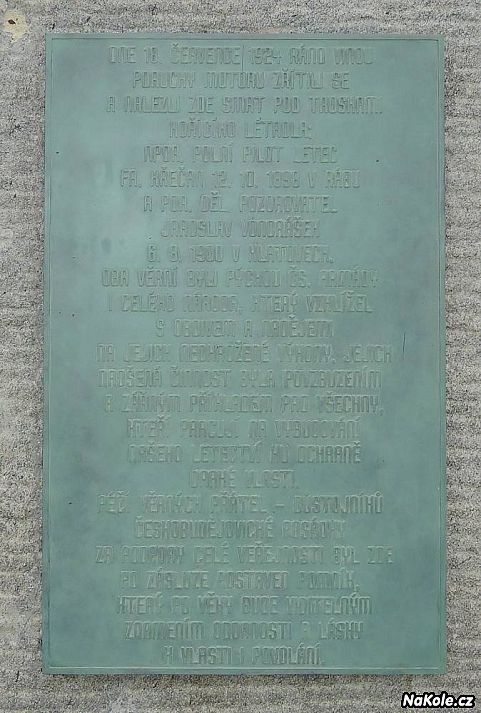 DNE 18. ČERVENCE 1924 RÁNO VINOU
PORUCHY MOTORU ZŘÍTILI SE
A NALEZLI ZDE SMRT POD TROSKAMI
HOŘÍCÍHO LETADLA:
NPOR. POLNÍ PILOT LETEC
FR. KŘEČAN 12. 10. 1898 V RÁBU
A POR. DĚL. POZOROVATEL
JAROSLAV VONDRÁŠEK
1900 V KLATOVECH.
OBA VĚRNÍ BYLI PÝCHOU ČS. ARMÁDY
I CELÉHO NÁRODA, KTERÝ VZHLÍŽEL
S OBDIVEM A NADĚJEMI
NA JEJICH NEOHROŽENÉ VÝKONY. JEJICH
NADŠENÁ ČINNOST BYLA POVZBUZENÍM
A ZÁŘNÝM PŘÍKLADEM PRO VŠECHNY,
KTEŘÍ PRACUJÍ NA VYBUDOVÁNÍ
NAŠEHO LETECTVÍ KU OCHRANĚ
DRAHÉ VLASTI.
PÉČÍ VĚRNÝCH PŘÁTEL - DŮSTOJNÍKŮ
ČESKOBUDĚJOVICKÉ POSÁDKY
ZA PODPORY CELÉ VEŘEJNOSTI BYL ZDE
PO ZÁSLUZE POSTAVEN POMNÍK,
KTERÝ PO VĚKY BUDE VIDITELNÝM
ZNAMENÍM ODDANOSTI A LÁSKY
K VLASTI I POVOLÁNÍ.
NaKole.cz